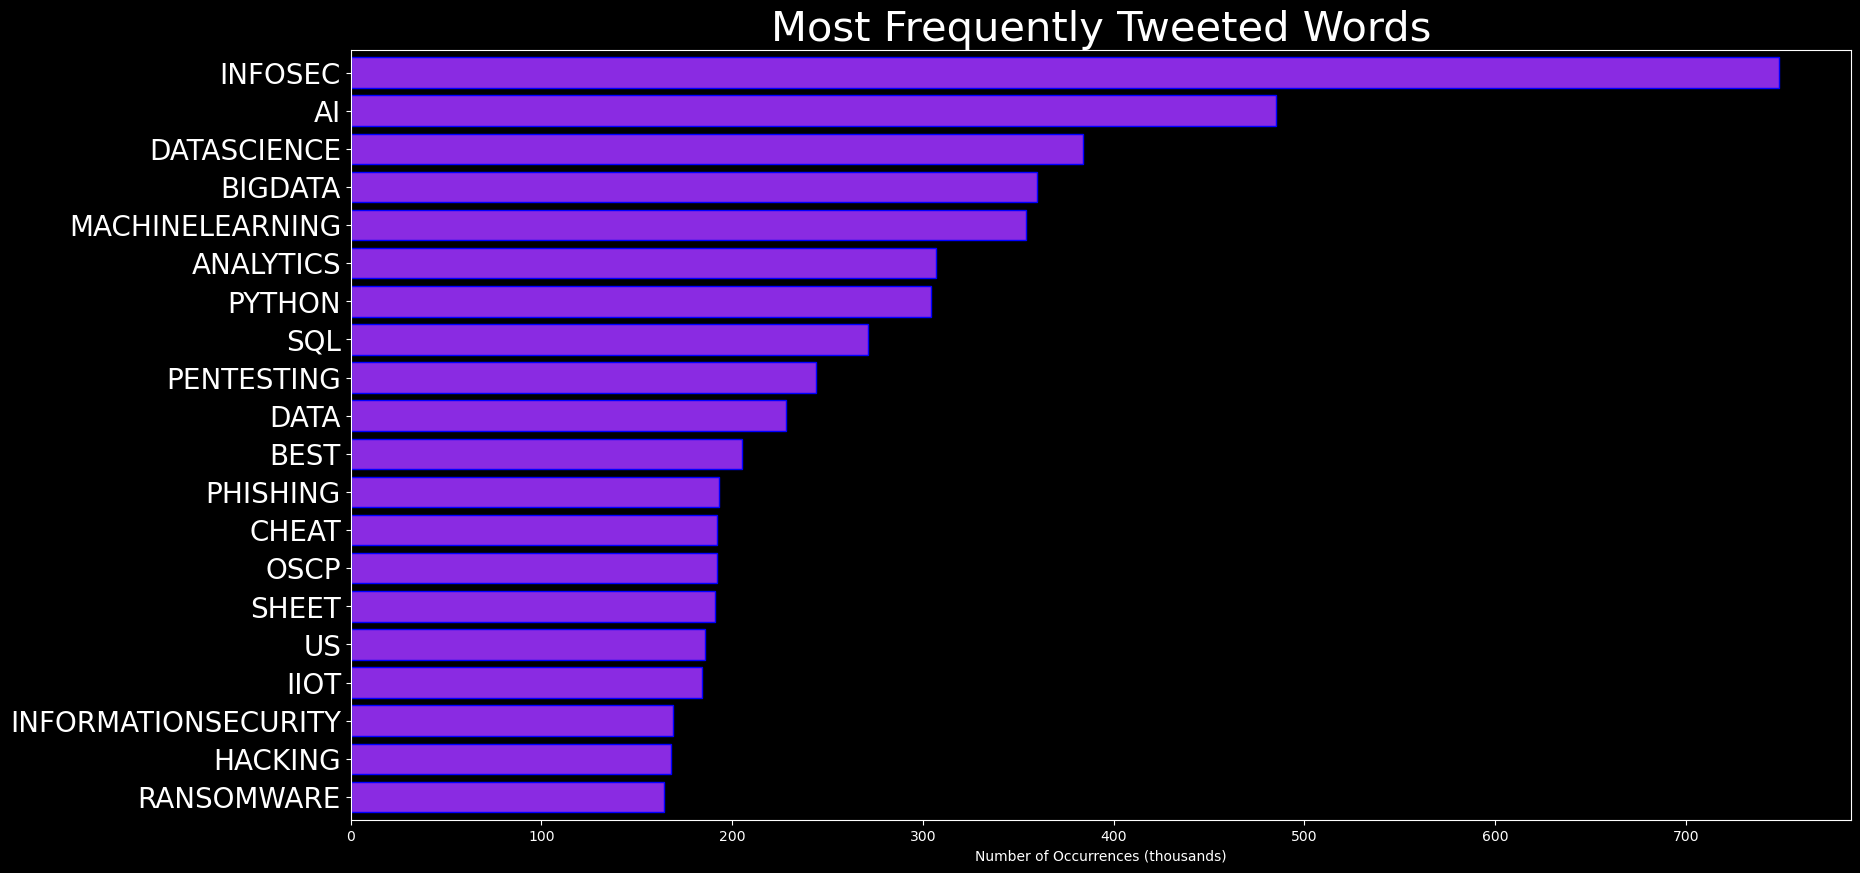 Most Frequently Tweeted Words
INFOSEC
AI
DATASCIENCE
BIGDATA
MACHINELEARNING
ANALYTICS
PYTHON
SQL
PENTESTING
DATA
BEST
PHISHING
CHEAT
OSCP
SHEET
US
IIOT
INFORMATIONSECURITY
HACKING
RANSOMWARE
0 100 200 300 400 500 600 700
Number of Occurrences (thousands)